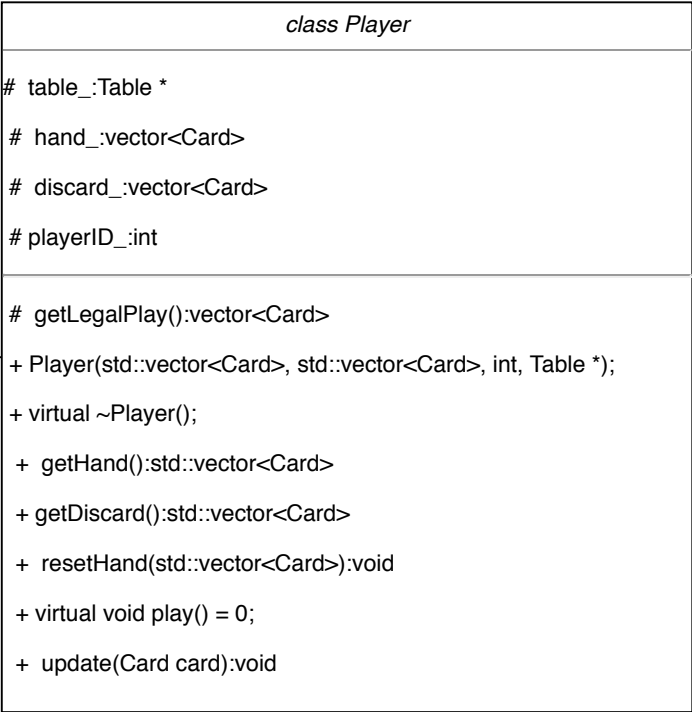 class Player
# table_:Table *
# hand_:vector<Card>
# discard_:vector<Card>
# playerID_:int
# getLegalPlay():vector<Card>
+ Player(std::vector<Card>, std::vector<Card>, int, Table *);
+ virtual ~Player();
+ getHand():std::vector<Card>
+ getDiscard():std::vector<Card>
+ resetHand(std::vector<Card>):void
+ virtual void play() = 0;
+ update(Card card):void